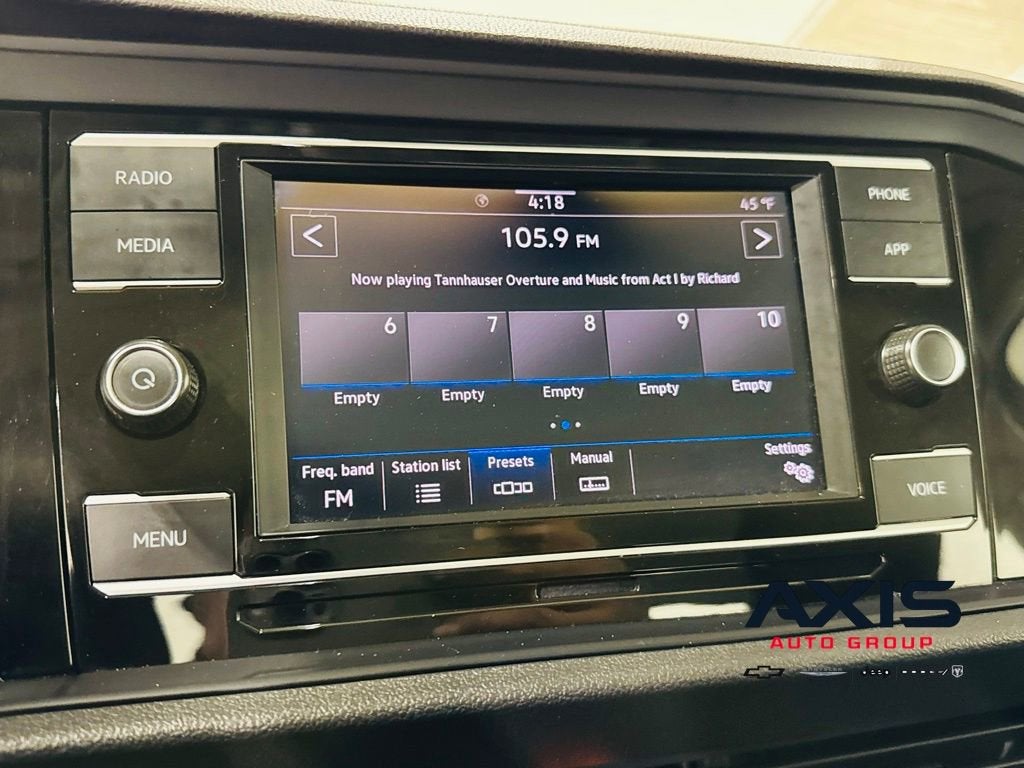 RADIO
MEDIA
MENU
4:18
45 °F
<
105.9 FM
>
Now playing Tannhauser Overture and Music from Act I by Richard
6 7 8 9 10
Empty Empty Empty Empty Empty
Freq. band Station list Presets Manual Settings
FM
PHONE
APP
VOICE
AXIS
AUTO GROUP